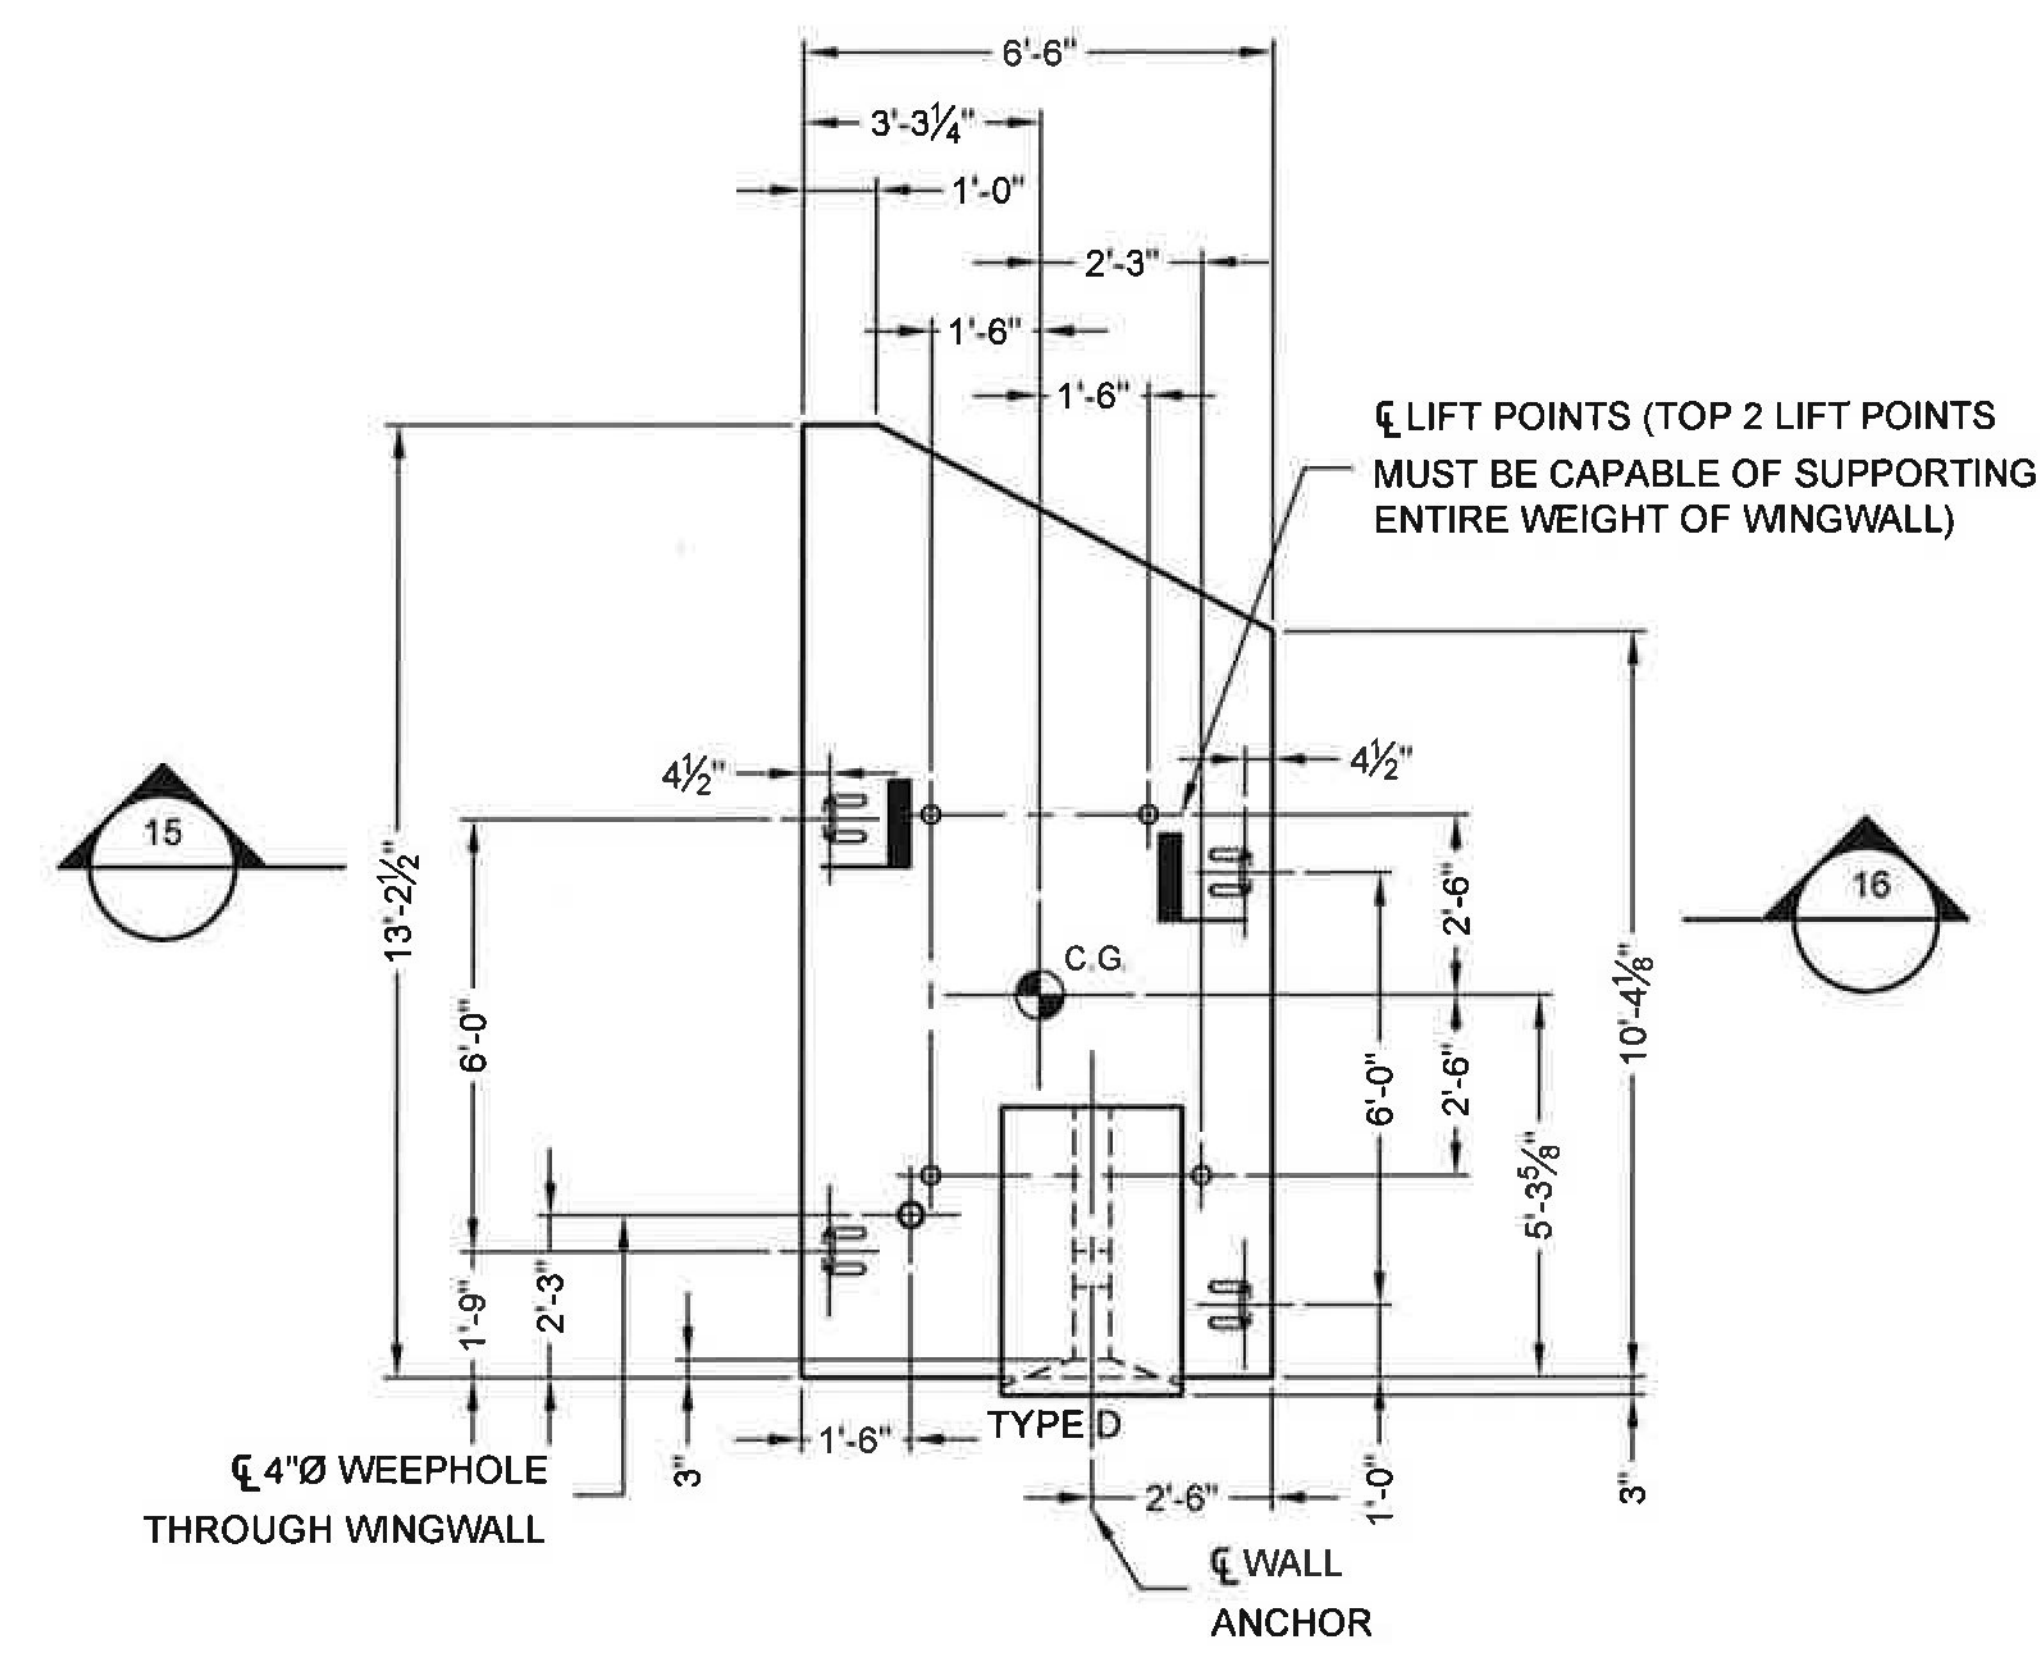 6'-6"
3'-3¼"
1'-0"
2'-3"
1'-6"
1'-6"
℄ LIFT POINTS (TOP 2 LIFT POINTS
MUST BE CAPABLE OF SUPPORTING
ENTIRE WEIGHT OF WINGWALL)
4½"
4½"
15
16
13'-2½"
2'-6"
C.G.
10'-4⅛"
6'-0"
6'-0"
2'-6"
5'-3⅝"
1'-9"
2'-3"
TYPE D
1'-6"
℄ 4"Ø WEEPHOLE
THROUGH WINGWALL
3"
2'-6"
1'-0"
3"
℄ WALL
ANCHOR